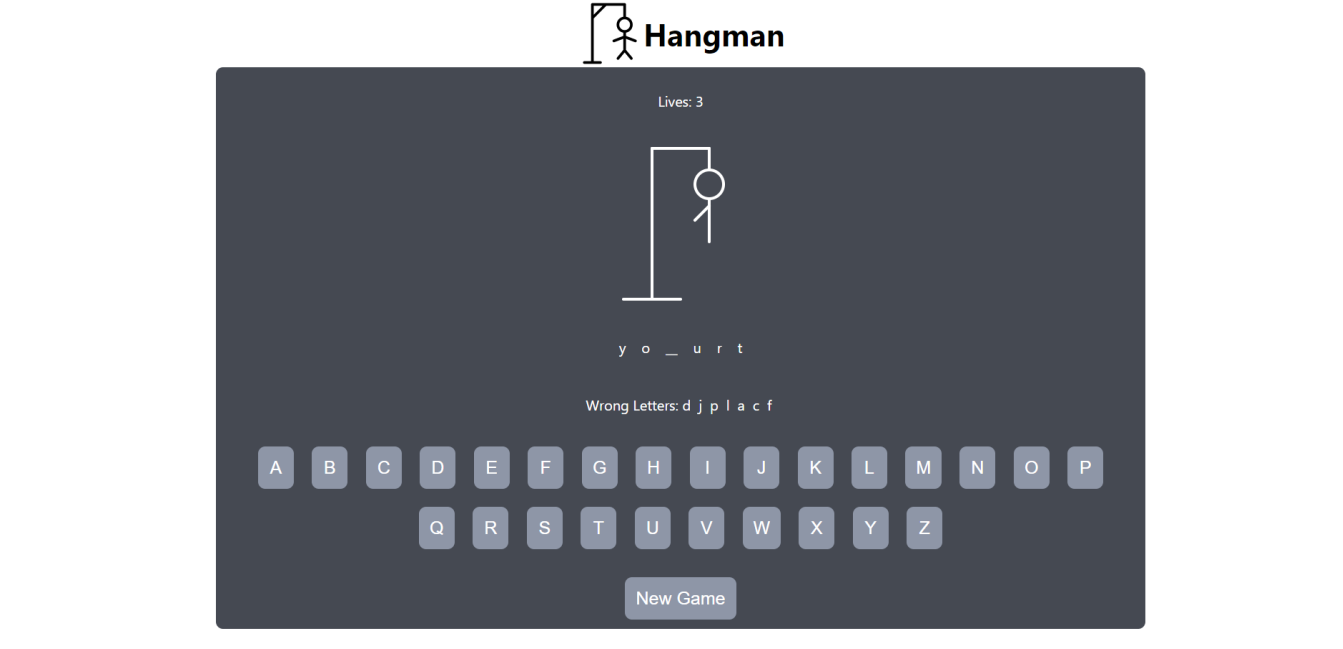 Hangman
Lives: 3
y o _ u r t
Wrong Letters: d j p l a c f
A B C D E F G H I J K L M N O P
Q R S T U V W X Y Z
New Game